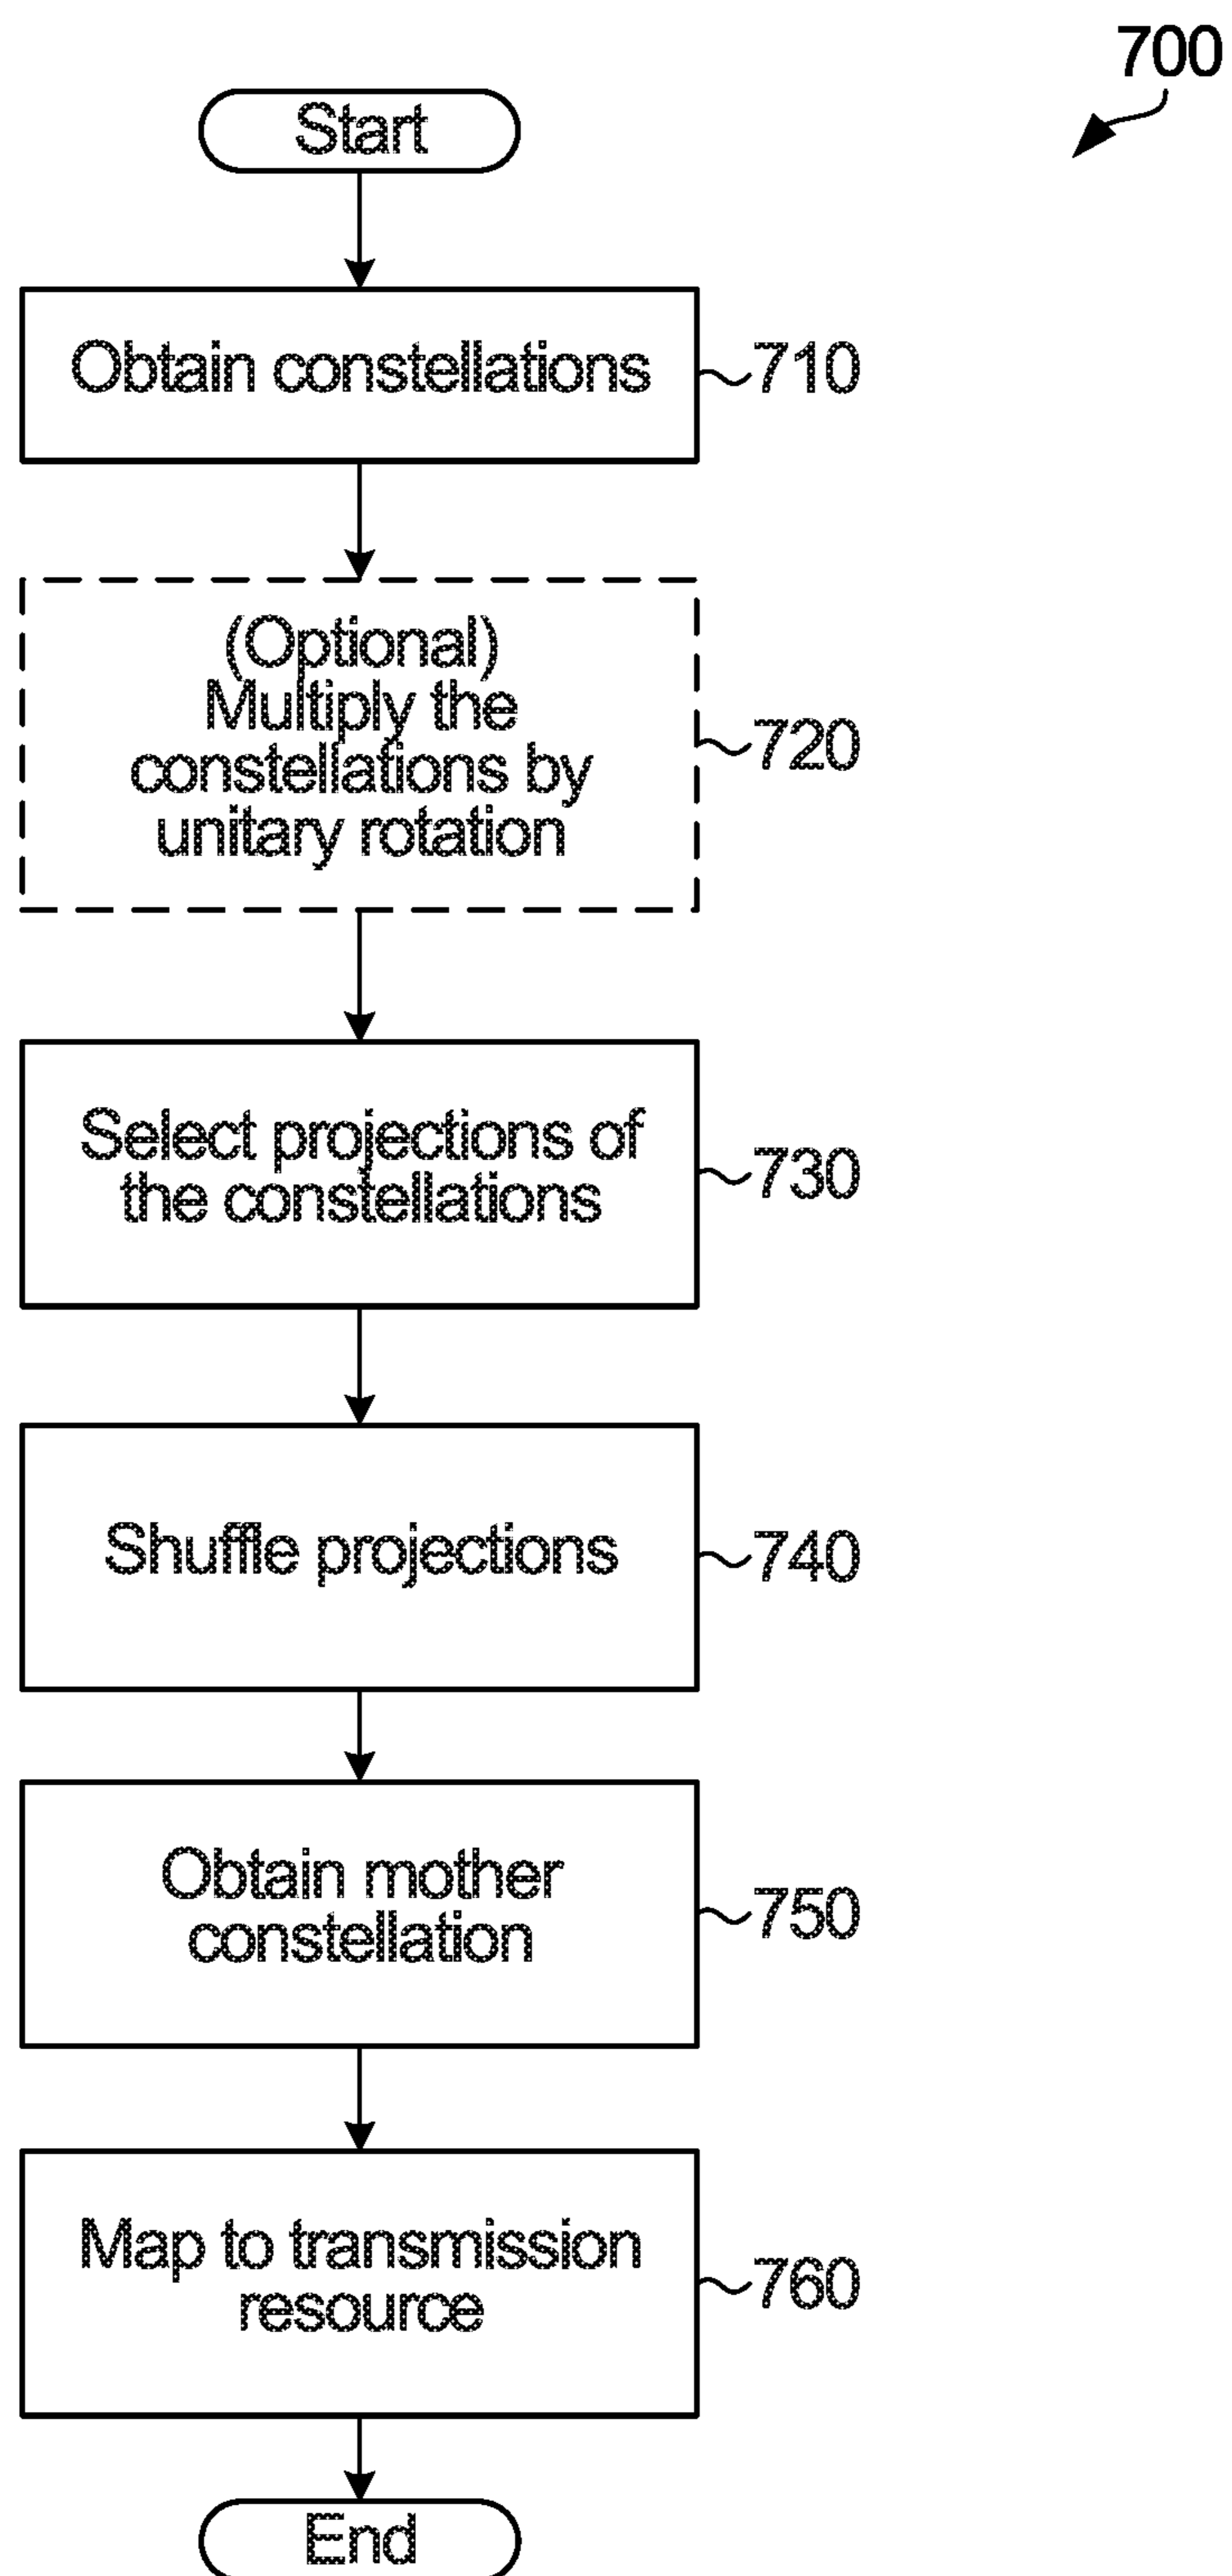 700
Start
Obtain constellations
710
(Optional)
Multiply the
constellations by
unitary rotation
720
Select projections of
the constellations
730
Shuffle projections
740
Obtain mother
constellation
750
Map to transmission
resource
760
End